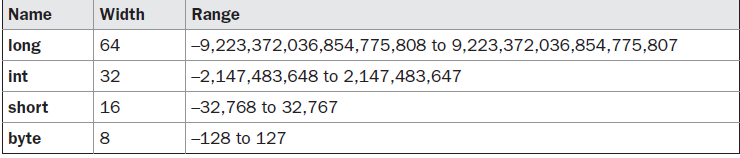 Name Width Range
long 64 –9,223,372,036,854,775,808 to 9,223,372,036,854,775,807
int 32 –2,147,483,648 to 2,147,483,647
short 16 –32,768 to 32,767
byte 8 –128 to 127